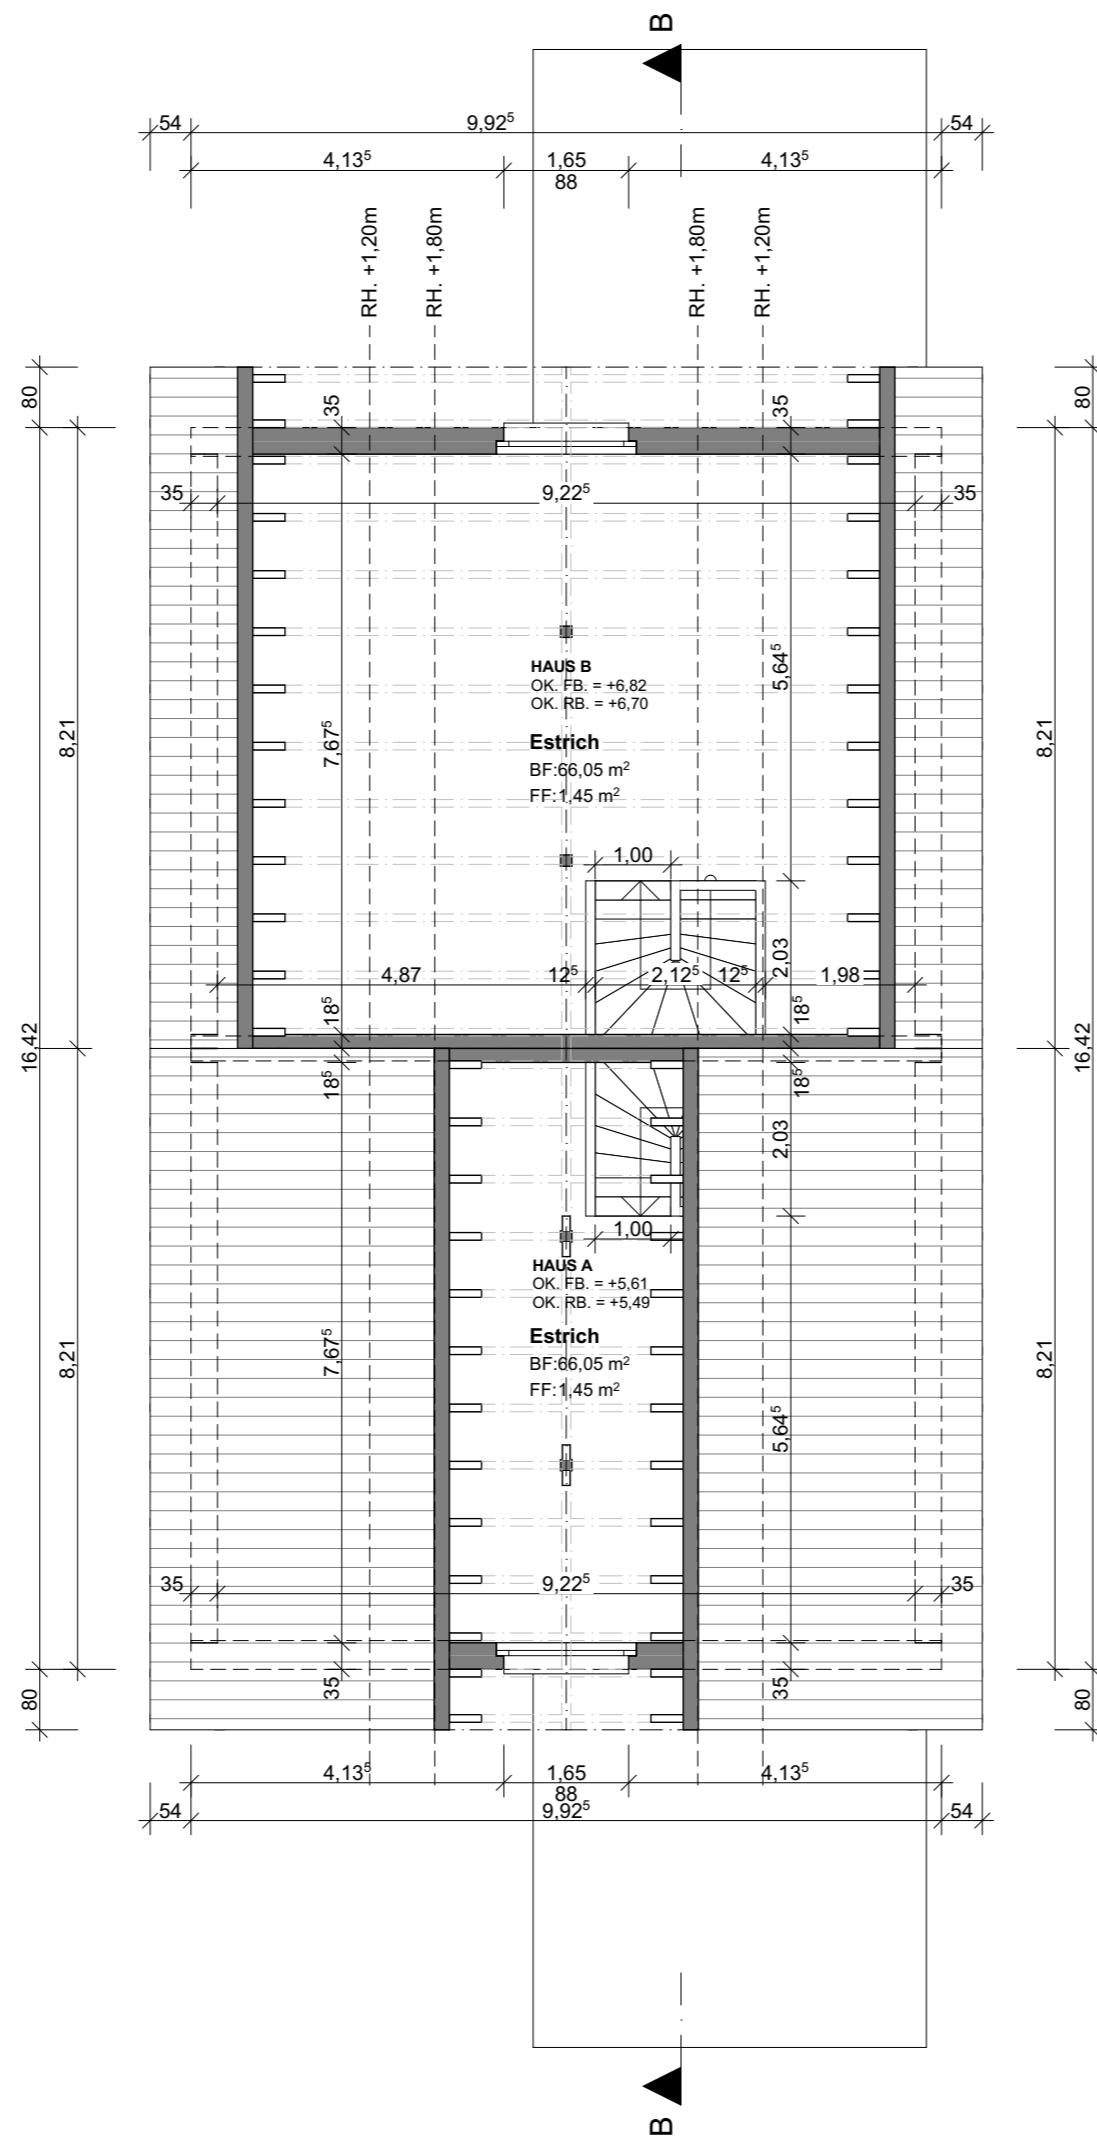 B
54 9,92⁵ 54
4,13⁵ 1,65 4,13⁵
88
RH. +1,20m
RH. +1,80m
RH. +1,80m
RH. +1,20m
80
80
35
35
35 9,22⁵ 35
HAUS B
OK. FB. = +6,82
OK. RB. = +6,70
5,64⁵
8,21
7,67⁵
8,21
Estrich
BF:66,05 m²
FF:1,45 m²
1,00
2,03
4,87 12⁵ 2,12⁵ 12⁵ 1,98
18⁵
18⁵
16,42
16,42
18⁵
18⁵
2,03
1,00
HAUS A
OK. FB. = +5,61
OK. RB. = +5,49
Estrich
BF:66,05 m²
FF:1,45 m²
8,21
7,67⁵
8,21
5,64⁵
35 9,22⁵ 35
35
35
80
80
4,13⁵ 1,65 4,13⁵
88
54 9,92⁵ 54
B